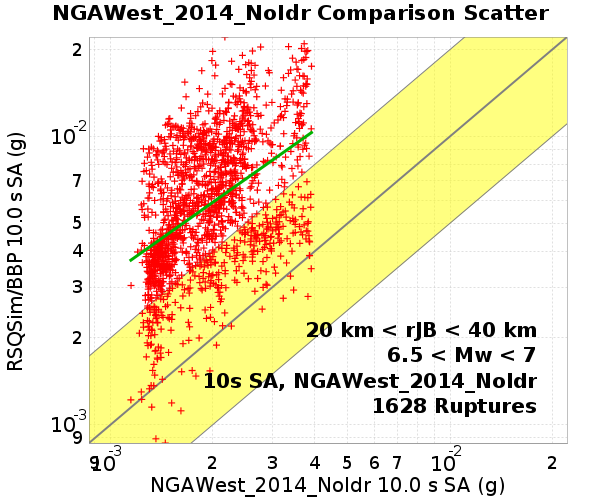 NGAWest_2014_NoIdr Comparison Scatter
RSQSim/BBP 10.0 s SA (g)
2
10-2
7
5
4
3
2
10-3
9
20 km < rJB < 40 km
6.5 < Mw < 7
10s SA, NGAWest_2014_NoIdr
1628 Ruptures
9 10-3 2 3 4 5 6 7 10-2 2
NGAWest_2014_NoIdr 10.0 s SA (g)